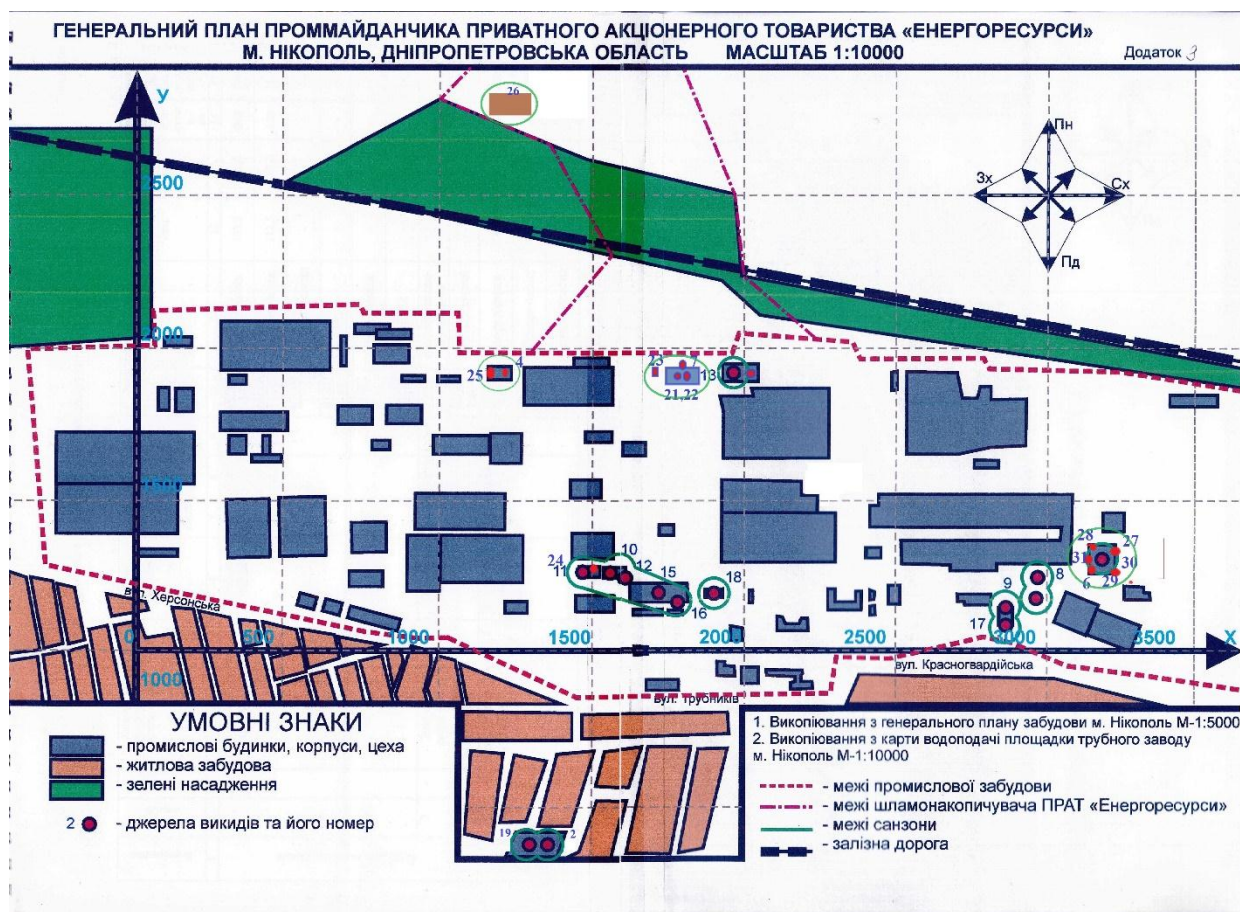 ГЕНЕРАЛЬНИЙ ПЛАН ПРОММАЙДАНЧИКА ПРИВАТНОГО АКЦІОНЕРНОГО ТОВАРИСТВА «ЕНЕРГОРЕСУРСИ»
М. НІКОПОЛЬ, ДНІПРОПЕТРОВСЬКА ОБЛАСТЬ МАСШТАБ 1:10000
Додаток 3
У
26
Пн
Зх
Сх
Пд
2500
2000
25
4
23
7
13
21,22
1500
24
11
10
12
15
16
18
28
27
31
30
6
29
9
8
17
вул. Херсонська
0
500
1000
1500
2000
2500
3000
3500
Х
1000
вул. Трубників
вул. Красногвардійська
УМОВНІ ЗНАКИ
- промислові будинки, корпуси, цеха
- житлова забудова
- зелені насадження
2 - джерела викидів та його номер
19
2
1. Викопіювання з генерального плану забудови м. Нікополь М-1:5000
2. Викопіювання з карти водоподачі площадки трубного заводу
м. Нікополь М-1:10000
- межі промислової забудови
- межі шламонакопичувача ПРАТ «Енергоресурси»
- межі санзони
- залізна дорога